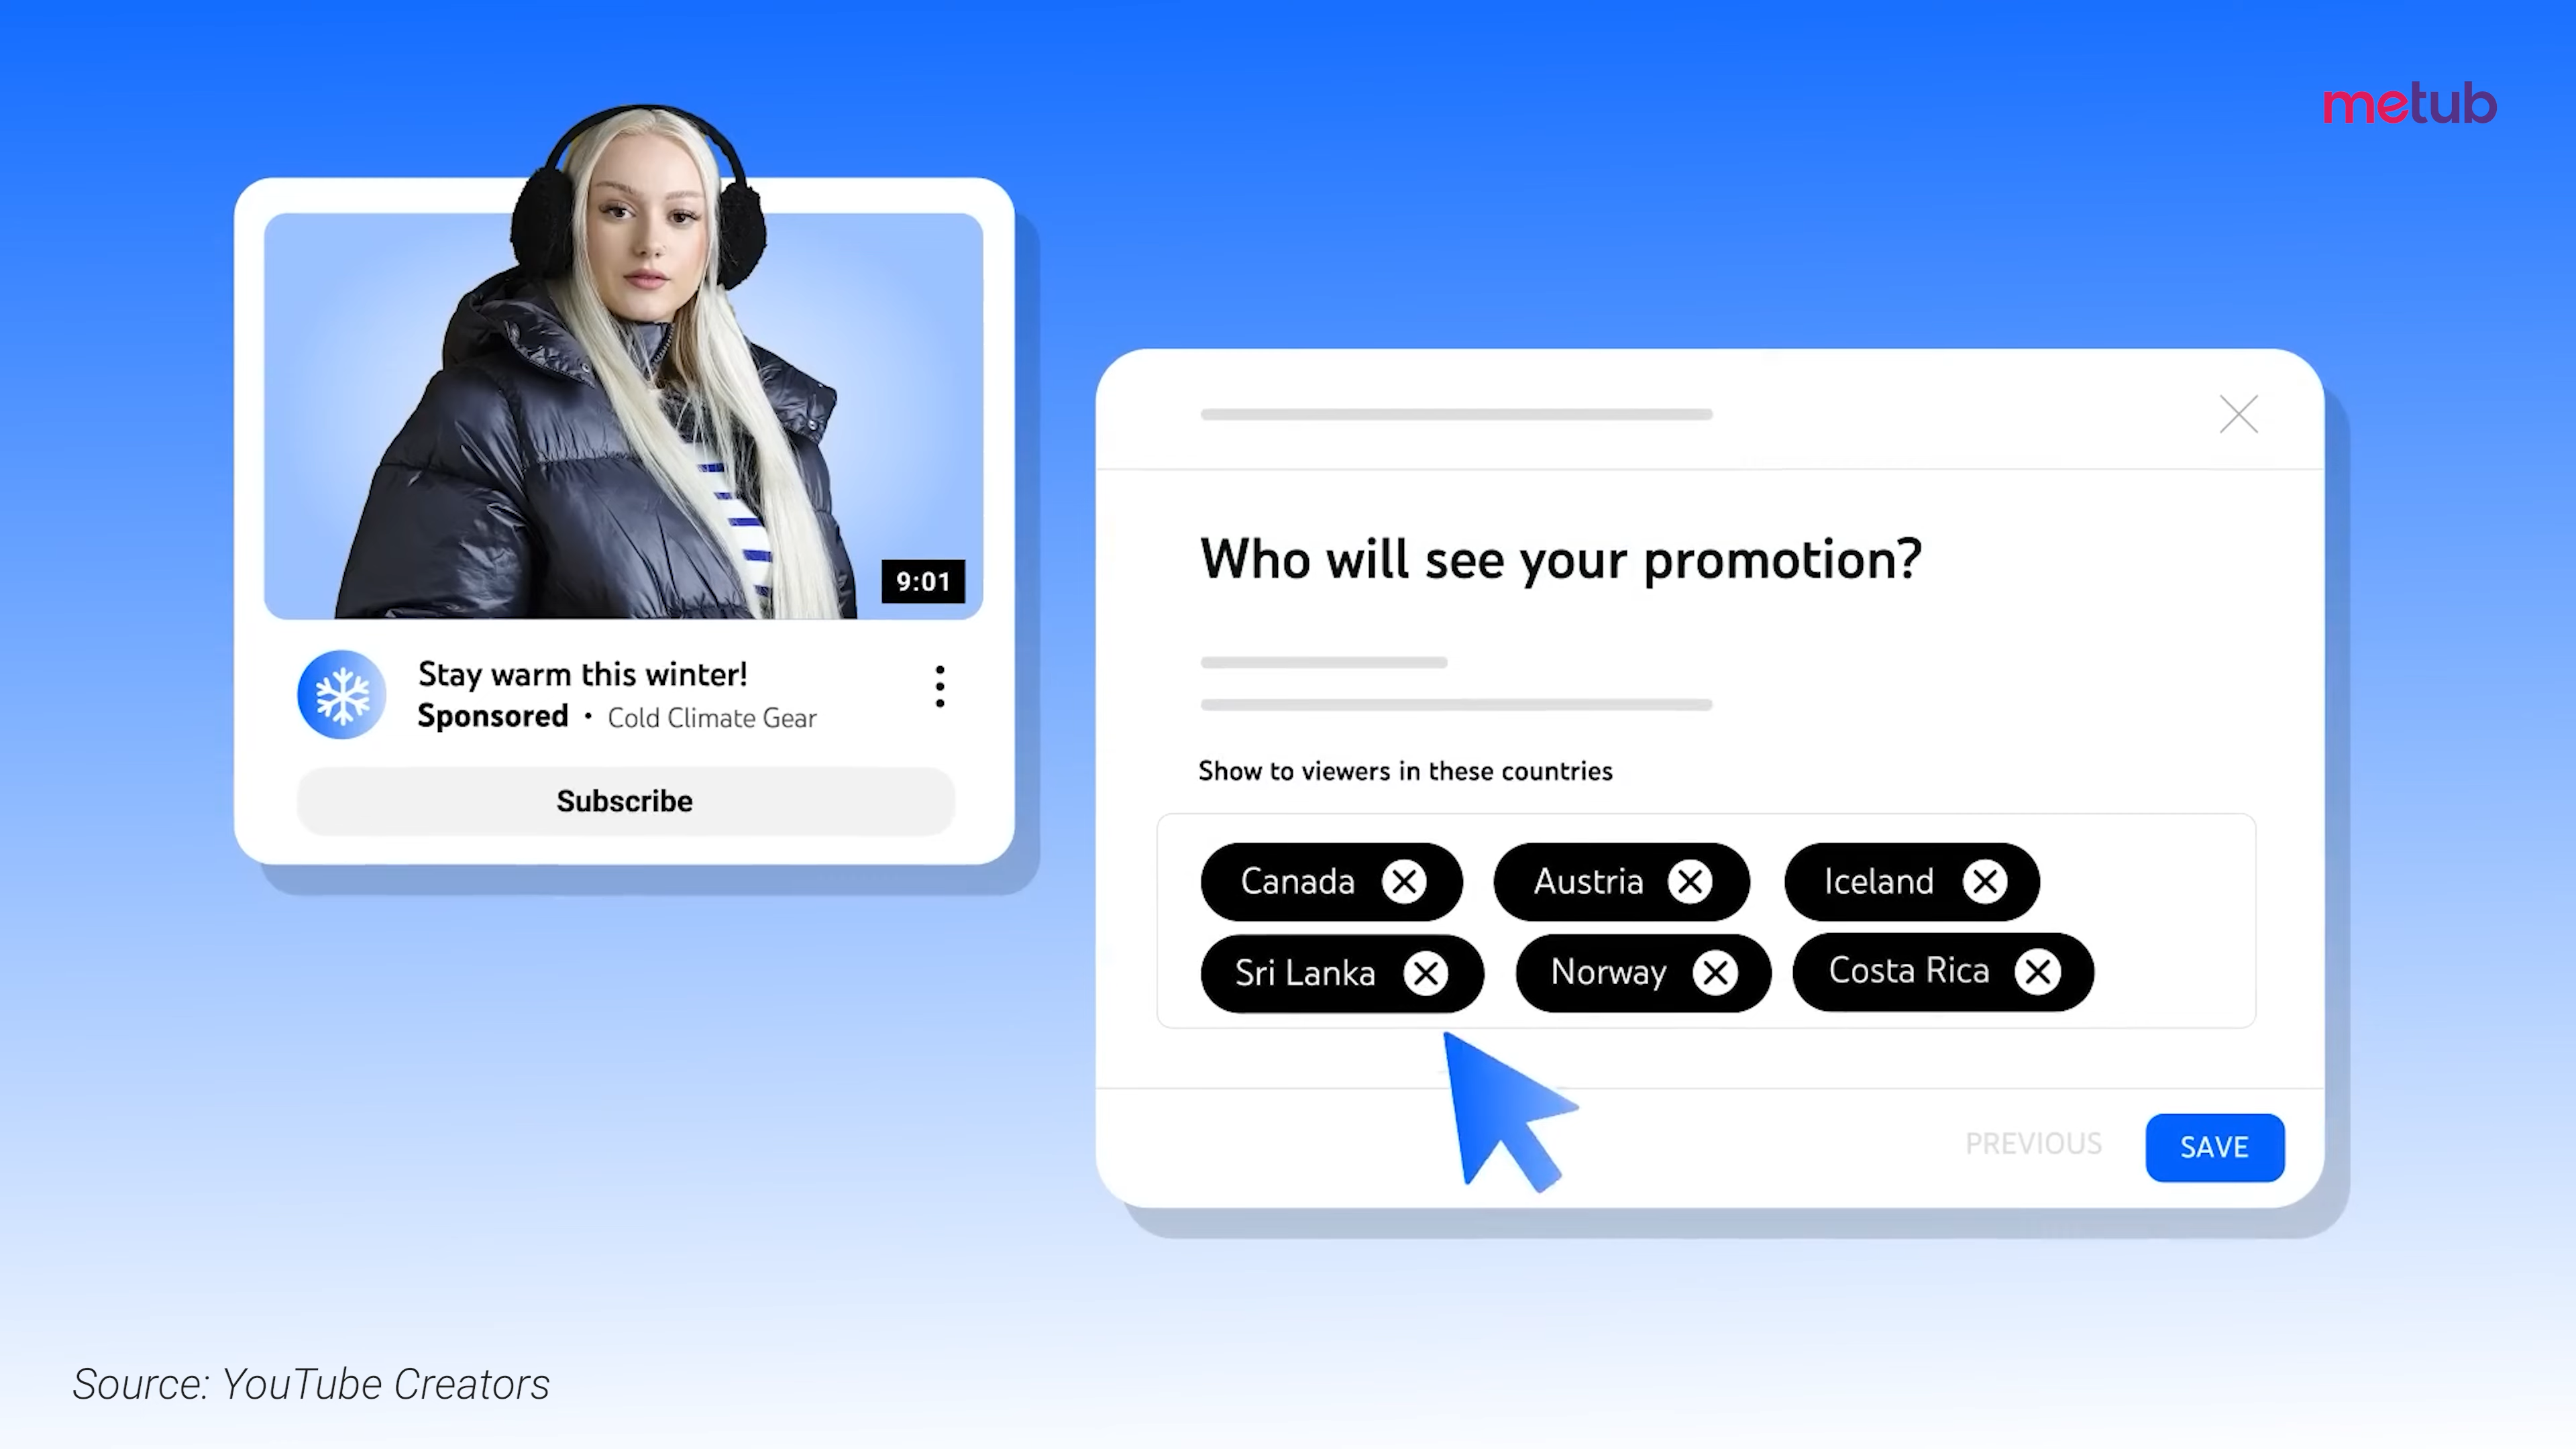 metub
9:01
Stay warm this winter!
Sponsored • Cold Climate Gear
Subscribe
Who will see your promotion?
Show to viewers in these countries
Canada Austria Iceland
Sri Lanka Norway Costa Rica
PREVIOUS SAVE
Source: YouTube Creators